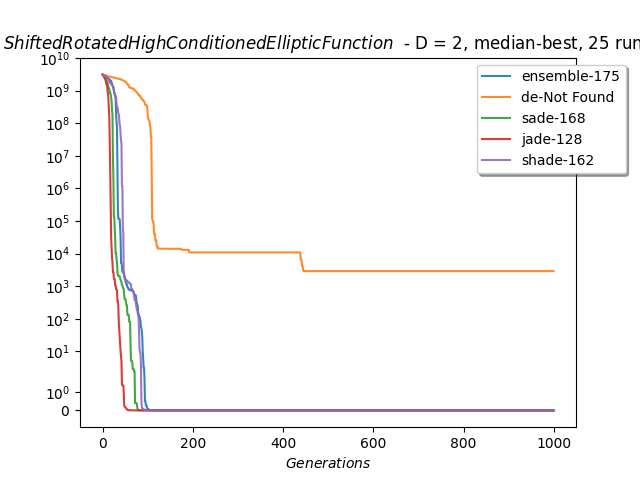 ShiftedRotatedHighConditionedEllipticFunction - D = 2, median-best, 25 run
10^10
10^9
10^8
10^7
10^6
10^5
10^4
10^3
10^2
10^1
10^0
0
ensemble-175
de-Not Found
sade-168
jade-128
shade-162
0 200 400 600 800 1000
Generations